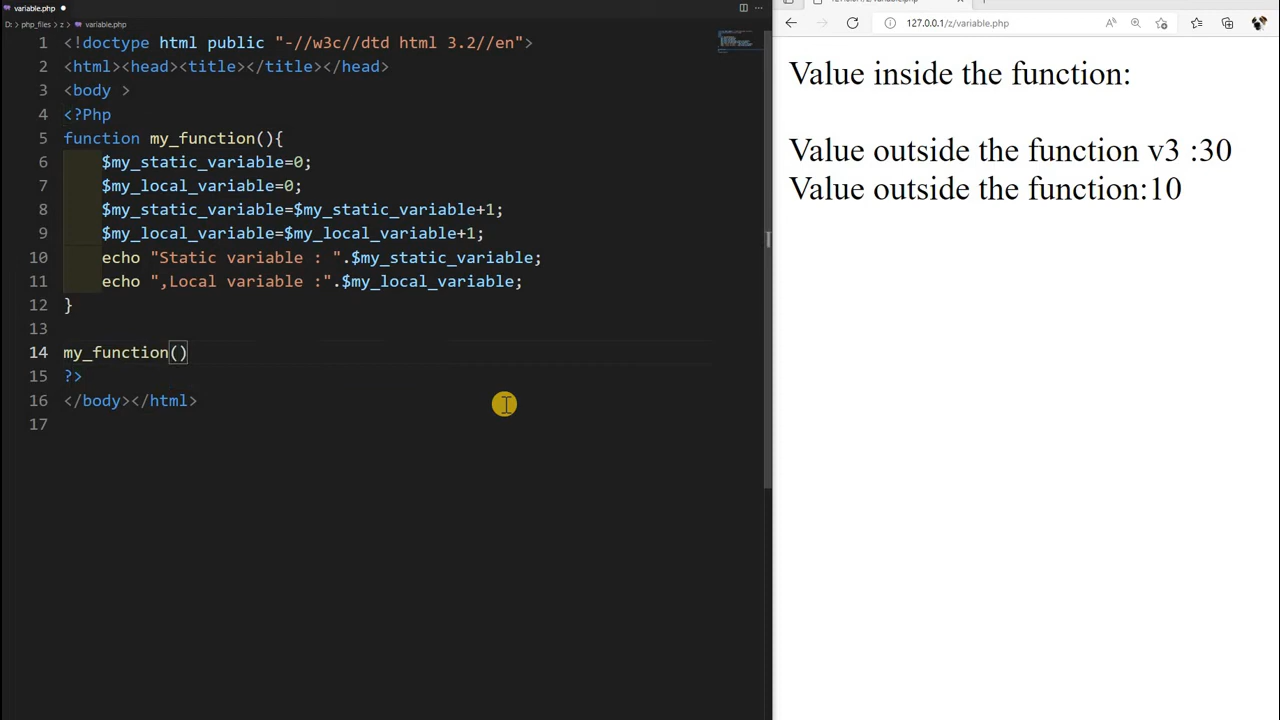 variable.php
D: > php_files > z > variable.php
1 <!doctype html public "-//w3c//dtd html 3.2//en">
2 <html><head><title></title></head>
3 <body >
4 <?Php
5 function my_function(){
6 $my_static_variable=0;
7 $my_local_variable=0;
8 $my_static_variable=$my_static_variable+1;
9 $my_local_variable=$my_local_variable+1;
10 echo "Static variable : ".$my_static_variable;
11 echo ",Local variable :".$my_local_variable;
12 }
13
14 my_function()
15 ?>
16 </body></html>
17
127.0.0.1/z/variable.php
Value inside the function:
Value outside the function v3 :30
Value outside the function:10